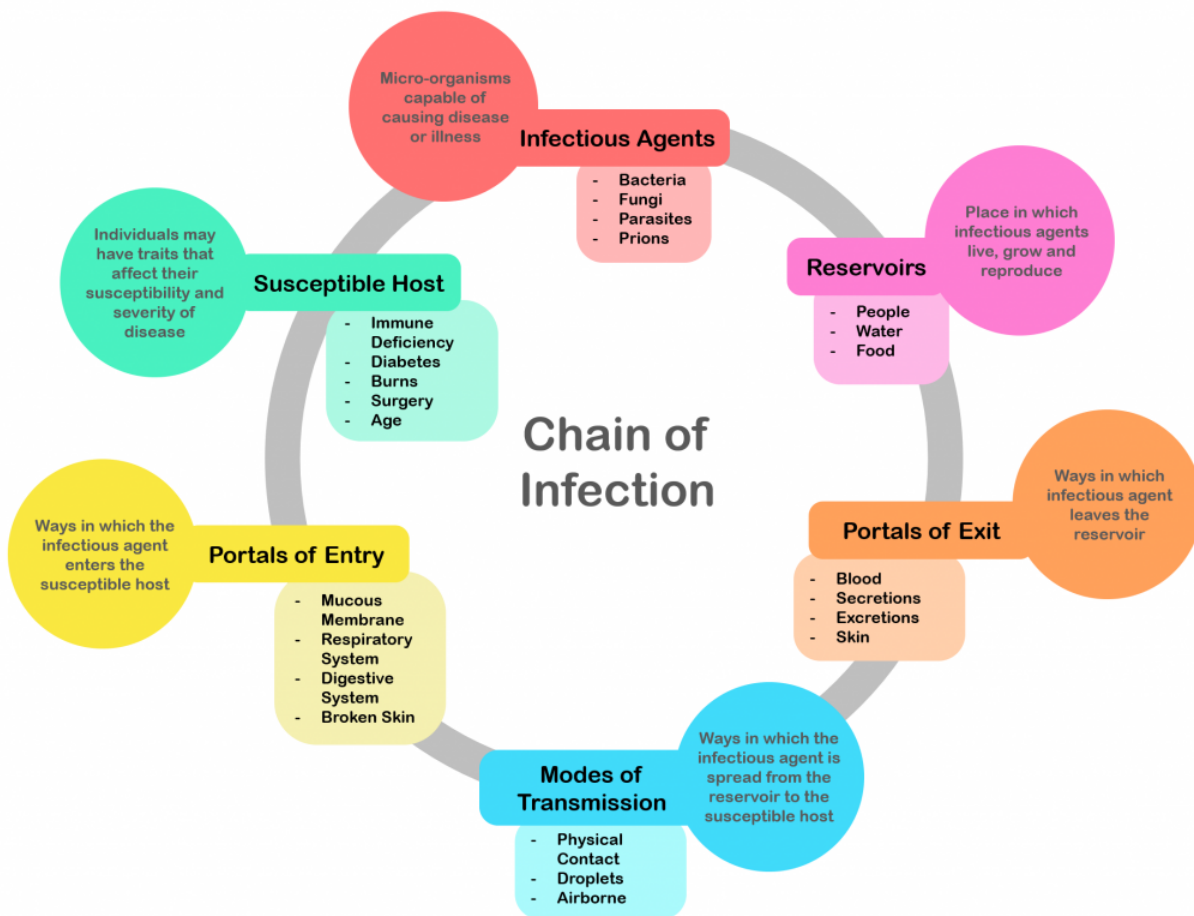 Micro-organisms
capable of
causing disease
or illness
Infectious Agents
- Bacteria
- Fungi
- Parasites
- Prions
Place in which
infectious agents
live, grow and
reproduce
Reservoirs
- People
- Water
- Food
Ways in which
infectious agent
leaves the
reservoir
Portals of Exit
- Blood
- Secretions
- Excretions
- Skin
Ways in which the
infectious agent is
spread from the
reservoir to the
susceptible host
Modes of
Transmission
- Physical
Contact
- Droplets
- Airborne
Ways in which the
infectious agent
enters the
susceptible host
Portals of Entry
- Mucous
Membrane
- Respiratory
System
- Digestive
System
- Broken Skin
Individuals may
have traits that
affect their
susceptibility and
severity of
disease
Susceptible Host
- Immune
Deficiency
- Diabetes
- Burns
- Surgery
- Age
Chain of
Infection